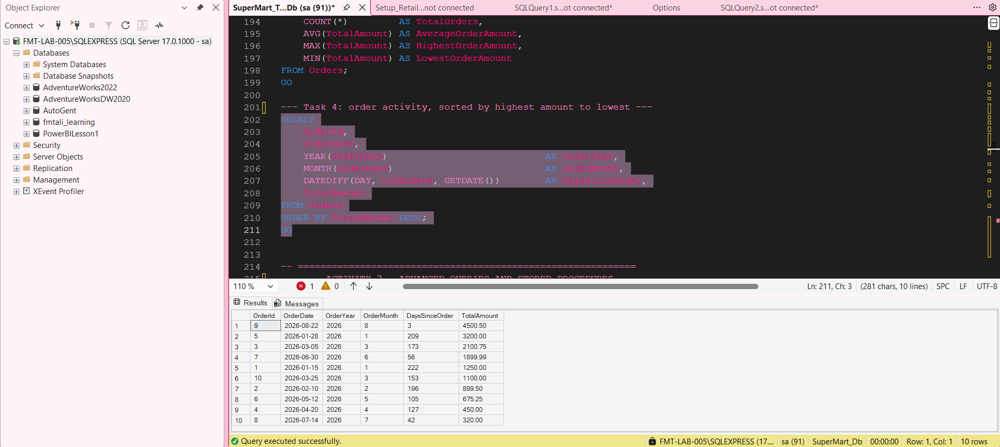 Object Explorer
Connect
FMT-LAB-005\SQLEXPRESS (SQL Server 17.0.1000 - sa)
Databases
System Databases
Database Snapshots
AdventureWorks2022
AdventureWorksDW2020
AutoGent
fmtali_learning
PowerBILesson1
Security
Server Objects
Replication
Management
XEvent Profiler
SuperMart_T...Db (sa (91))*
Setup_Retail...not connected
SQLQuery1.s...ot connected*
Options
SQLQuery2.s...ot connected*
194 COUNT(*) AS TotalOrders,
195 AVG(TotalAmount) AS AverageOrderAmount,
196 MAX(TotalAmount) AS HighestOrderAmount,
197 MIN(TotalAmount) AS LowestOrderAmount
198 FROM Orders;
199 GO
200
201 --- Task 4: order activity, sorted by highest amount to lowest ---
202 SELECT
203 OrderId,
204 OrderDate,
205 YEAR(OrderDate) AS OrderYear,
206 MONTH(OrderDate) AS OrderMonth,
207 DATEDIFF(DAY, OrderDate, GETDATE()) AS DaysSinceOrder,
208 TotalAmount
209 FROM Orders
210 ORDER BY TotalAmount DESC;
211 GO
212
213
214 -- ============================================================
215 ACTIVITY 7 ADVANCED QUERIES AND STORED PROCEDURES
110 % 1 0 Ln: 211, Ch: 3 (281 chars, 10 lines) SPC LF UTF-8
Results Messages
OrderId OrderDate OrderYear OrderMonth DaysSinceOrder TotalAmount
1 9 2026-08-22 2026 8 3 4500.50
2 5 2026-01-28 2026 1 209 3200.00
3 3 2026-03-05 2026 3 173 2100.75
4 7 2026-06-30 2026 6 56 1899.99
5 1 2026-01-15 2026 1 222 1250.00
6 10 2026-03-25 2026 3 153 1100.00
7 2 2026-02-10 2026 2 196 899.50
8 6 2026-05-12 2026 5 105 675.25
9 4 2026-04-20 2026 4 127 450.00
10 8 2026-07-14 2026 7 42 320.00
Query executed successfully. FMT-LAB-005\SQLEXPRESS (17.... sa (91) SuperMart_Db 00:00:00 Row: 1, Col: 1 10 rows